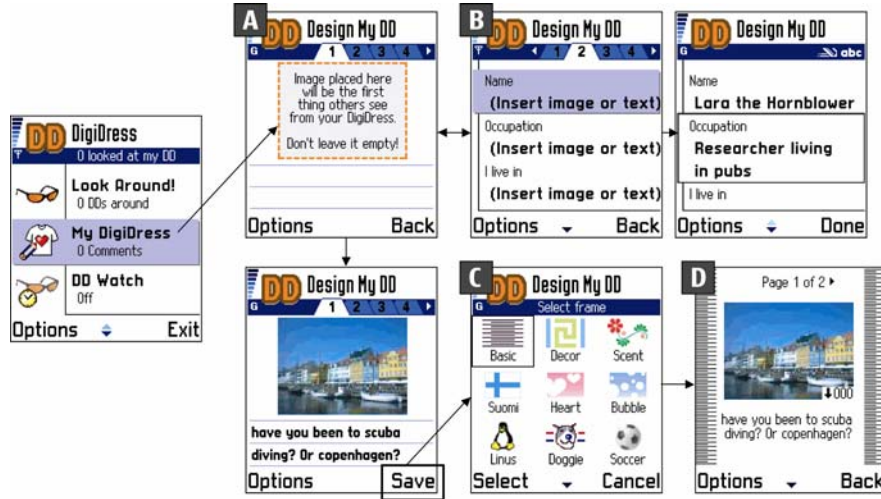 DD DigiDress
0 looked at my DD
Look Around!
0 DDs around
My DigiDress
0 Comments
DD Watch
Off
Options Exit
A
DD Design My DD
G 1 2 3 4
Image placed here
will be the first
thing others see
from your DigiDress.
Don't leave it empty!
Options Back
B
DD Design My DD
1 2 3 4
Name
(Insert image or text)
Occupation
(Insert image or text)
I live in
(Insert image or text)
Options Back
DD Design My DD
G abc
Name
Lara the Hornblower
Occupation
Researcher living
in pubs
I live in
Options Done
DD Design My DD
G 1 2 3 4
have you been to scuba
diving? Or copenhagen?
Options Save
C
DD Design My DD
G Select frame
Basic Decor Scent
Suomi Heart Bubble
Linus Doggie Soccer
Select Cancel
D
Page 1 of 2
000
have you been to scuba
diving? Or copenhagen?
Options Back